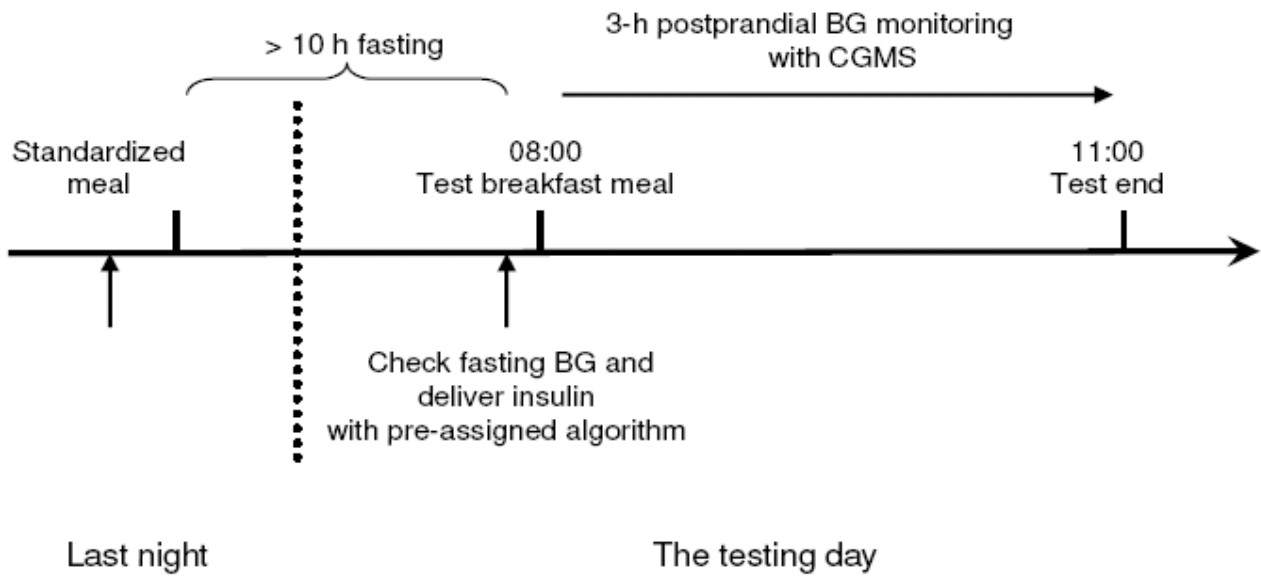 > 10 h fasting
3-h postprandial BG monitoring
with CGMS
Standardized
meal
08:00
Test breakfast meal
11:00
Test end
Check fasting BG and
deliver insulin
with pre-assigned algorithm
Last night
The testing day